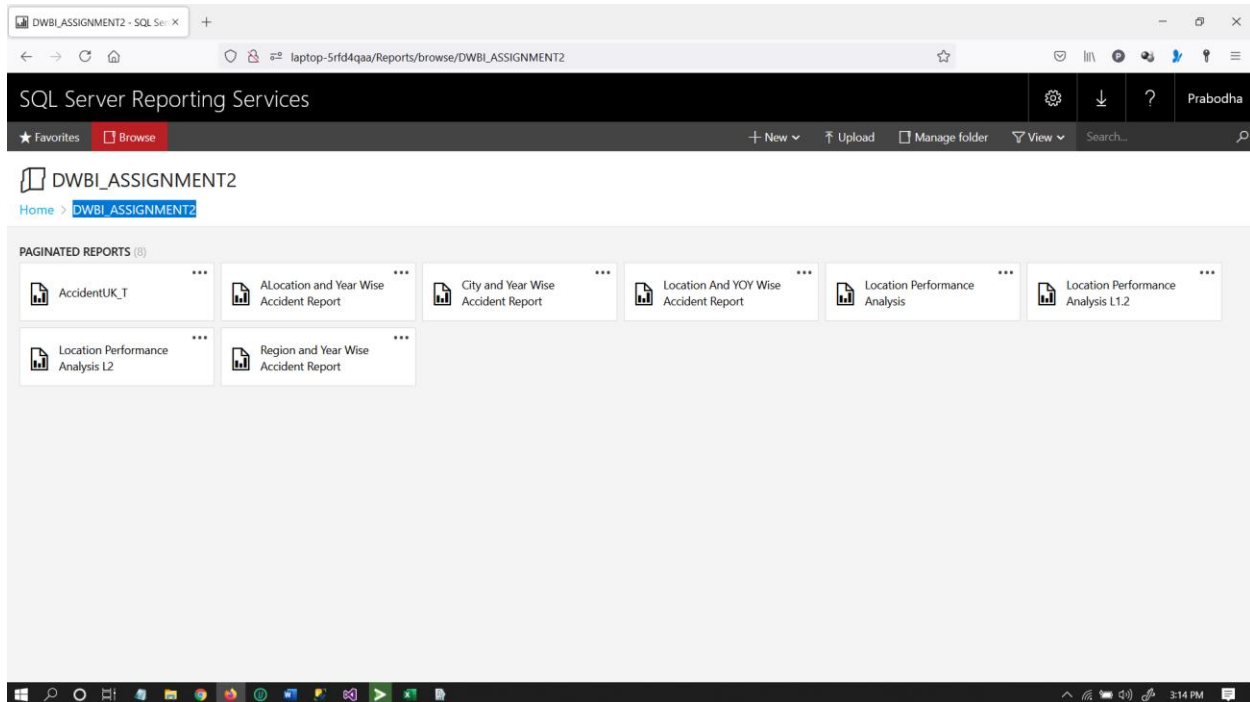 DWBI_ASSIGNMENT2 - SQL Ser
laptop-5rfd4qaa/Reports/browse/DWBI_ASSIGNMENT2
SQL Server Reporting Services
Prabodha
Favorites
Browse
New
Upload
Manage folder
View
Search...
DWBI_ASSIGNMENT2
Home > DWBI_ASSIGNMENT2
PAGINATED REPORTS (8)
AccidentUK_T
ALocation and Year Wise
Accident Report
City and Year Wise
Accident Report
Location And YOY Wise
Accident Report
Location Performance
Analysis
Location Performance
Analysis L1.2
Location Performance
Analysis L2
Region and Year Wise
Accident Report
3:14 PM